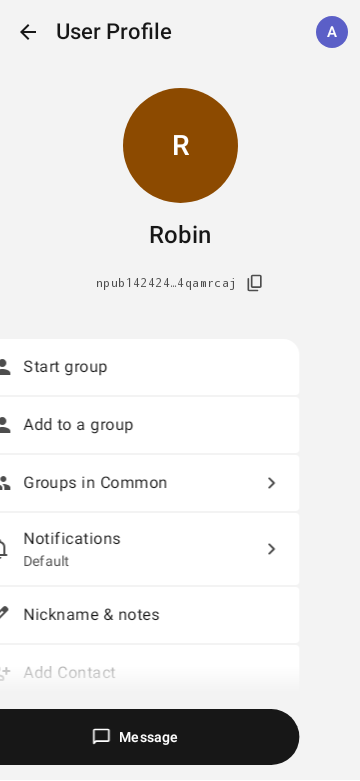 User Profile
A
R
Robin
npub142424…4qamrcaj
Start group
Add to a group
Groups in Common
Notifications
Default
Nickname & notes
Add Contact
Message